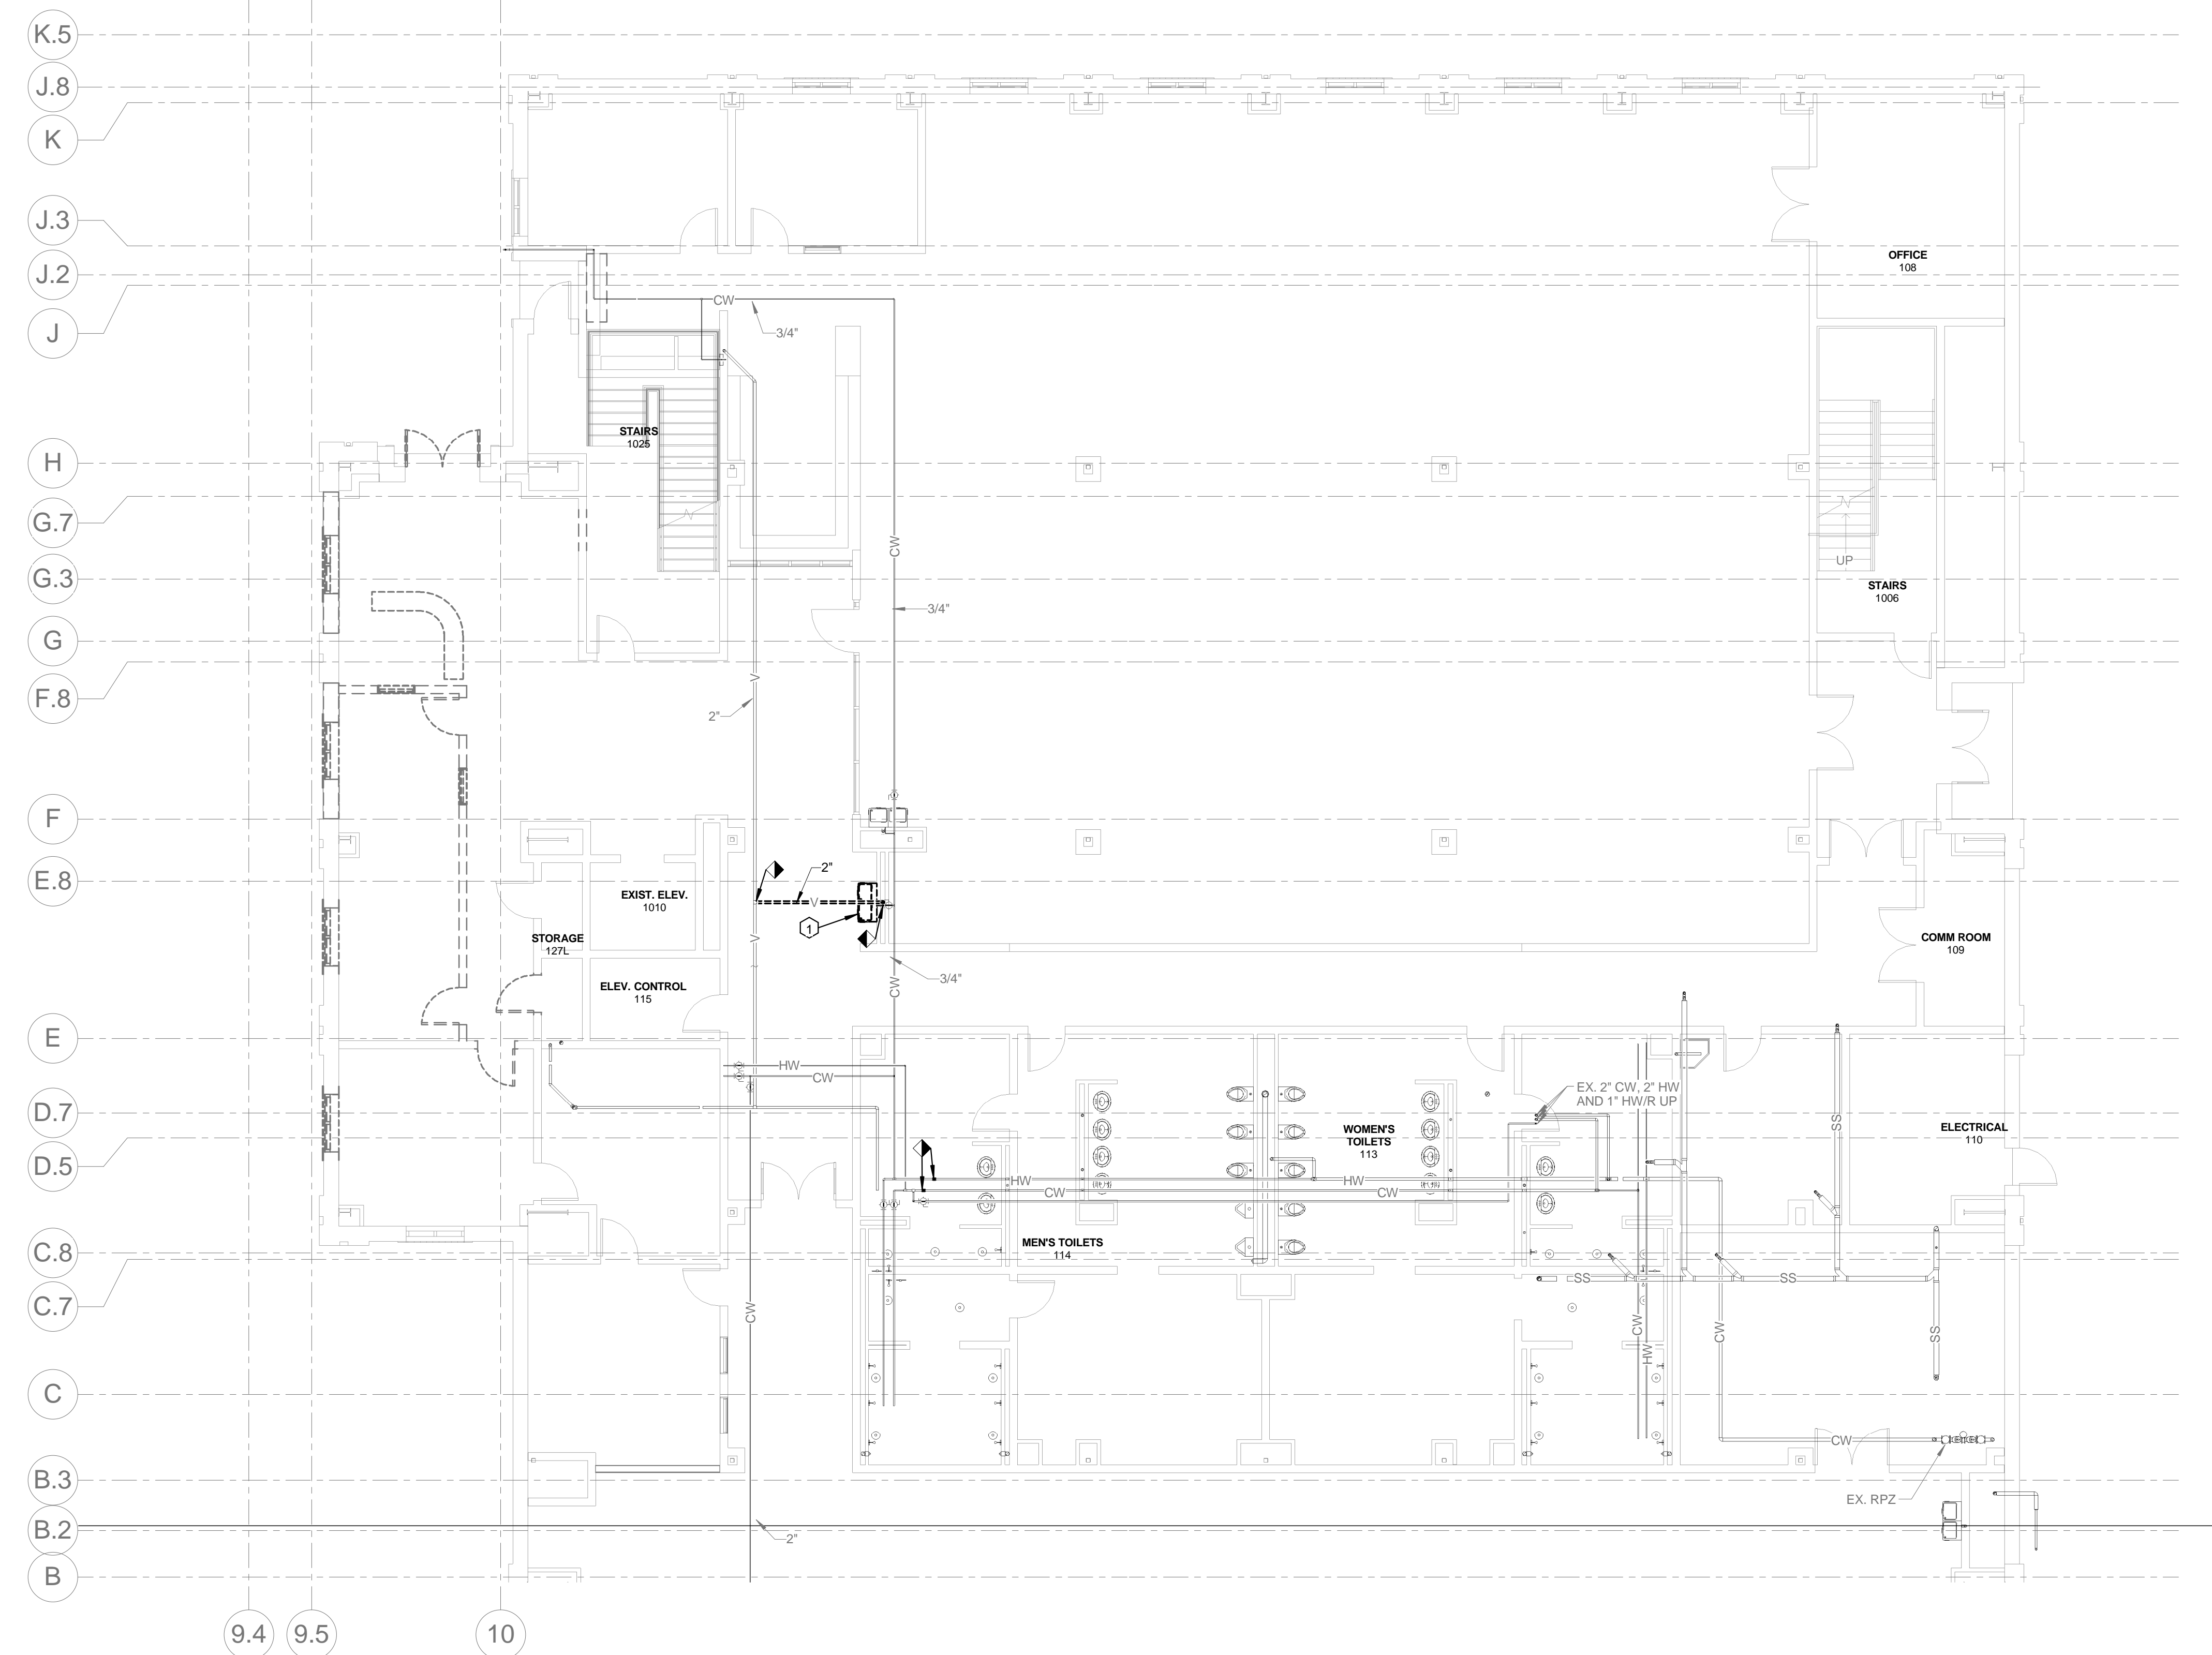 K.5
J.8
K
J.3
J.2
J
H
G.7
G.3
G
F.8
F
E.8
E
D.7
D.5
C.8
C.7
C
B.3
B.2
B
9.4
9.5
10
OFFICE
108
CW
3/4"
STAIRS
1025
CW
UP
3/4"
STAIRS
1006
V
2"
2"
EXIST. ELEV.
1010
V
1
STORAGE
127L
V
COMM ROOM
109
ELEV. CONTROL
115
3/4"
CW
HW
CW
EX. 2" CW, 2" HW
AND 1" HW/R UP
SS
WOMEN'S
TOILETS
113
ELECTRICAL
110
HW
HW
CW
CW
MEN'S TOILETS
114
SS
SS
CW
CW
CW
HW
SS
CW
EX. RPZ
2"